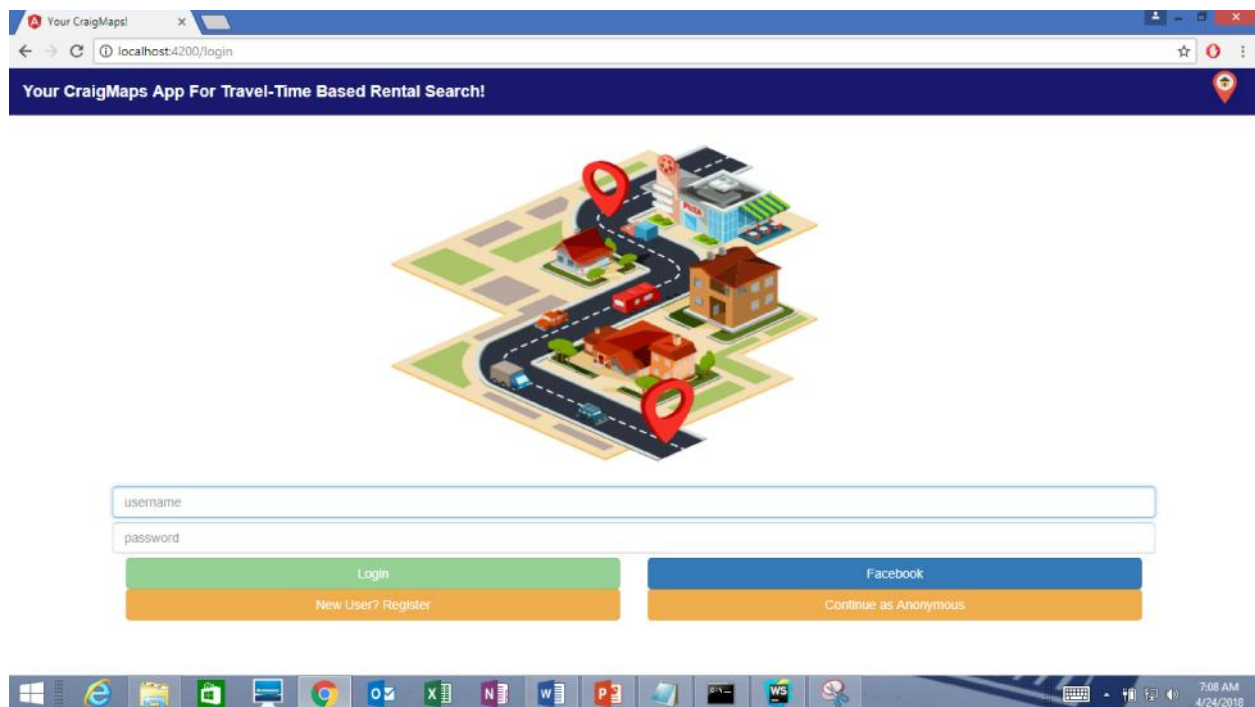 Your CraigMaps!
localhost:4200/login
Your CraigMaps App For Travel-Time Based Rental Search!
Pizza
username
password
Login
Facebook
New User? Register
Continue as Anonymous
7:08 AM
4/24/2018